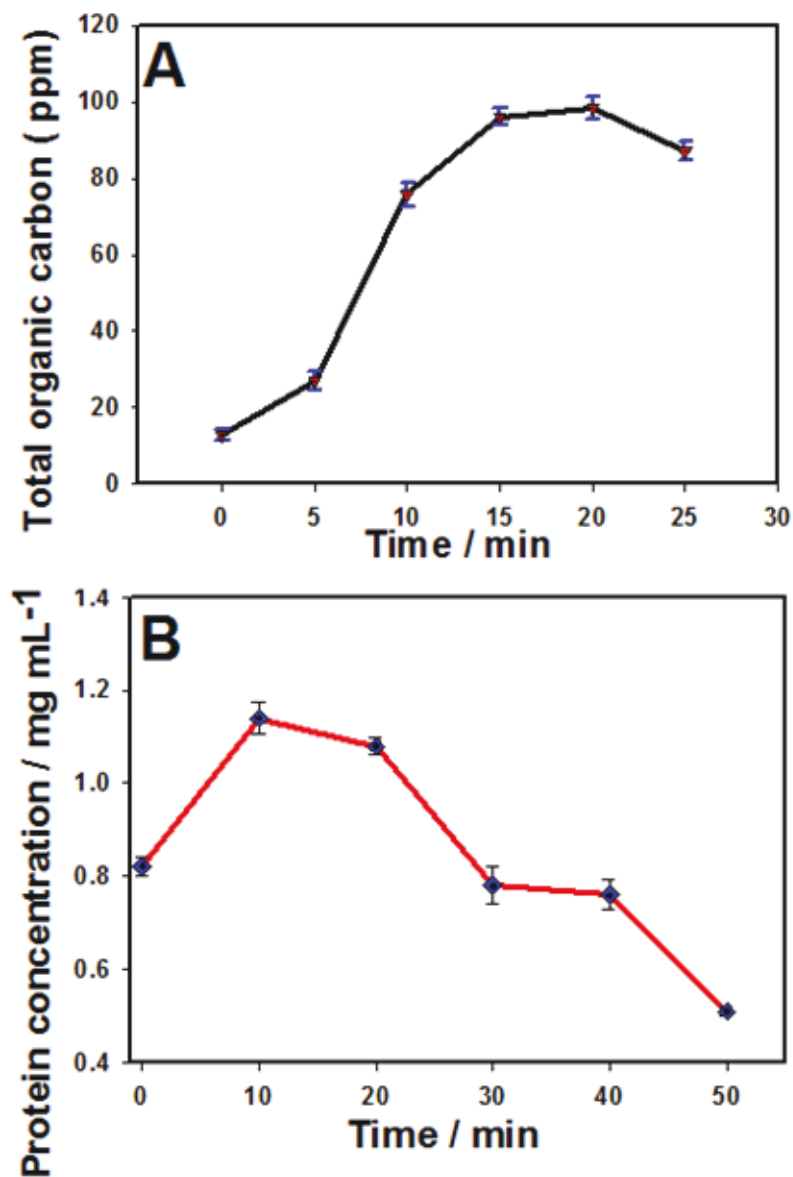 A
Total organic carbon ( ppm)
120
100
80
60
40
20
0
0 5 10 15 20 25 30
Time / min
B
Protein concentration / mg mL-1
1.4
1.2
1.0
0.8
0.6
0.4
0 10 20 30 40 50
Time / min